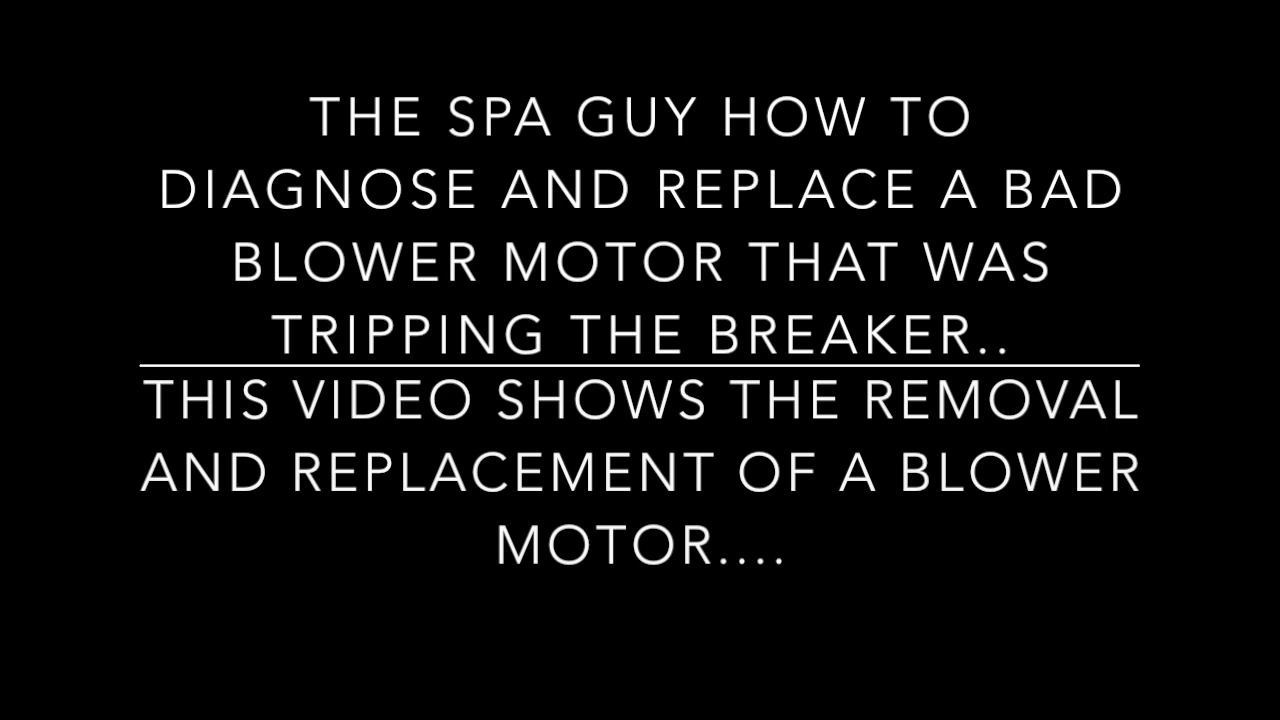 THE SPA GUY HOW TO
DIAGNOSE AND REPLACE A BAD
BLOWER MOTOR THAT WAS
TRIPPING THE BREAKER..
THIS VIDEO SHOWS THE REMOVAL
AND REPLACEMENT OF A BLOWER
MOTOR....